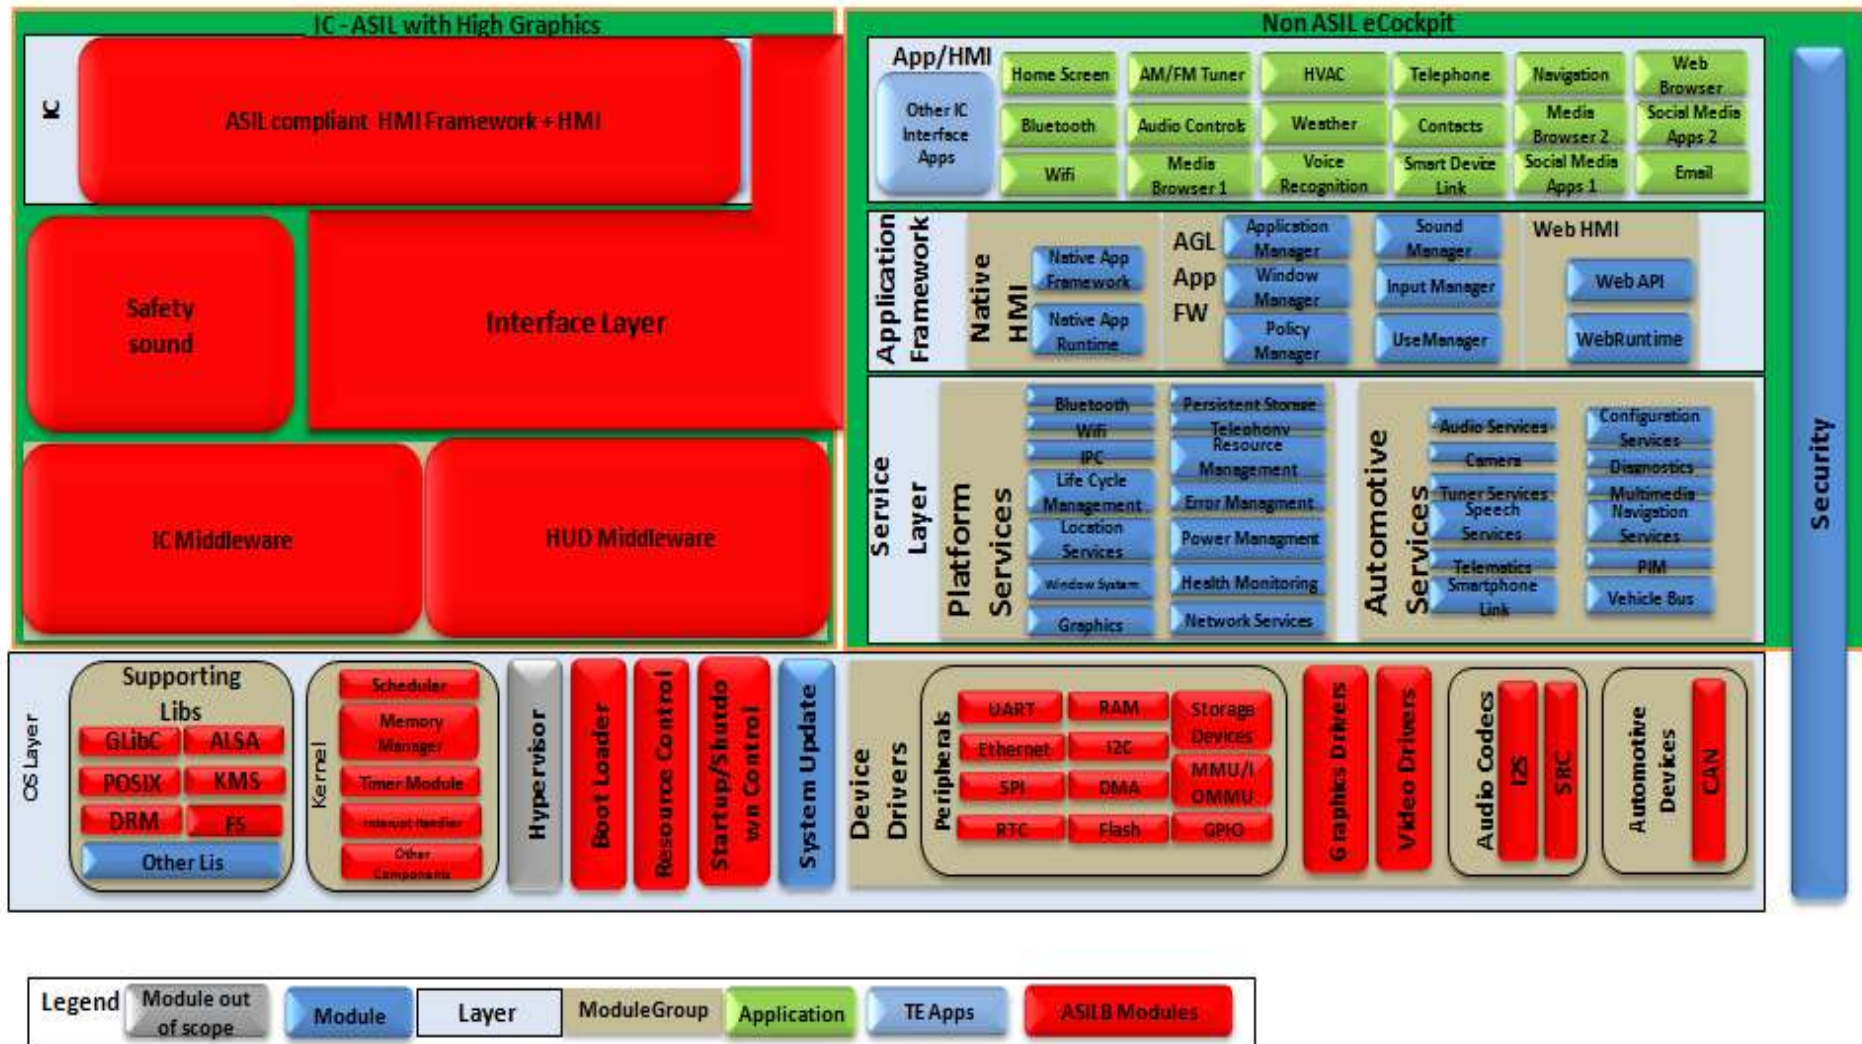 IC - ASIL with High Graphics
IC
ASIL compliant HMI Framework + HMI
Safety
sound
Interface Layer
IC Middleware
HUD Middleware
Non ASIL eCockpit
App/HMI
Other IC
Interface
Apps
Home Screen
AM/FM Tuner
HVAC
Telephone
Navigation
Web
Browser
Bluetooth
Audio Controls
Weather
Contacts
Media
Browser 2
Social Media
Apps 2
Wifi
Media
Browser 1
Voice
Recognition
Smart Device
Link
Social Media
Apps 1
Email
Application
Framework
Native
HMI
Native App
Framework
Native App
Runtime
AGL
App
FW
Application
Manager
Window
Manager
Policy
Manager
Sound
Manager
Input Manager
UseManager
Web HMI
Web API
WebRuntime
Service
Layer
Platform
Services
Bluetooth
Wifi
IPC
Life Cycle
Management
Location
Services
Window System
Graphics
Persistent Storage
Telephony
Resource
Management
Error Managment
Power Managment
Health Monitoring
Network Services
Automotive
Services
Audio Services
Camera
Tuner Services
Speech
Services
Telematics
Smartphone
Link
Configuration
Services
Diagnostics
Multimedia
Navigation
Services
PIM
Vehicle Bus
Security
OS Layer
Supporting
Libs
GLibC
ALSA
POSIX
KMS
DRM
FS
Other Lis
Kernel
Scheduler
Memory
Manager
Timer Module
Interupt Handler
Other
Components
Hypervisor
Boot Loader
Resource Control
Startup/Shutdo
wn Control
System Update
Device
Drivers
Peripherals
UART
RAM
Storage
Devices
Ethernet
I2C
SPI
DMA
MMU/I
OMMU
RTC
Flash
GPIO
Graphics Drivers
Video Drivers
Audio Codecs
I2S
SRC
Automotive
Devices
CAN
Legend
Module out
of scope
Module
Layer
ModuleGroup
Application
TE Apps
ASILB Modules